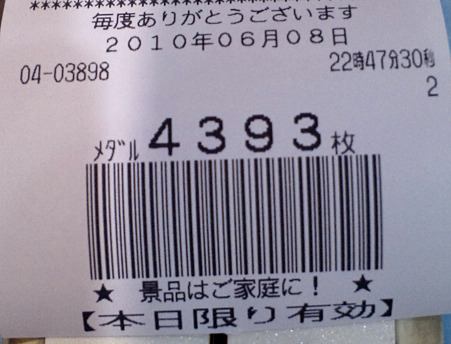 ******************************
毎度ありがとうございます
2010年06月08日
04-03898 22時47分30秒
2
メダル4393枚
★ 景品はご家庭に! ★
【本日限り有効】